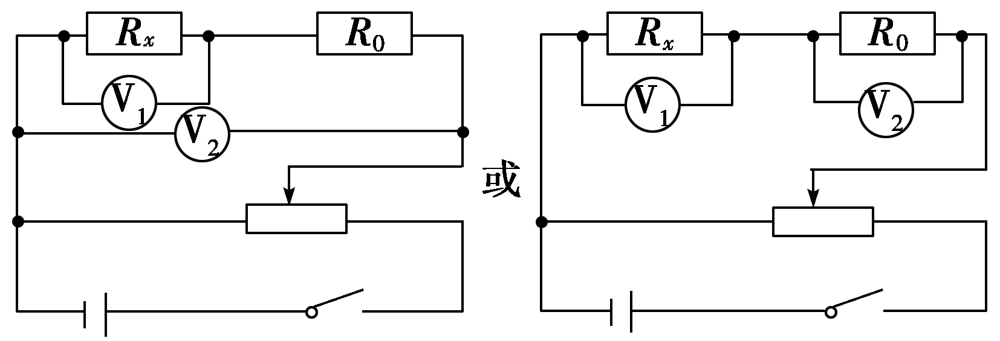 Rx R0
V1
V2
或
Rx R0
V1 V2